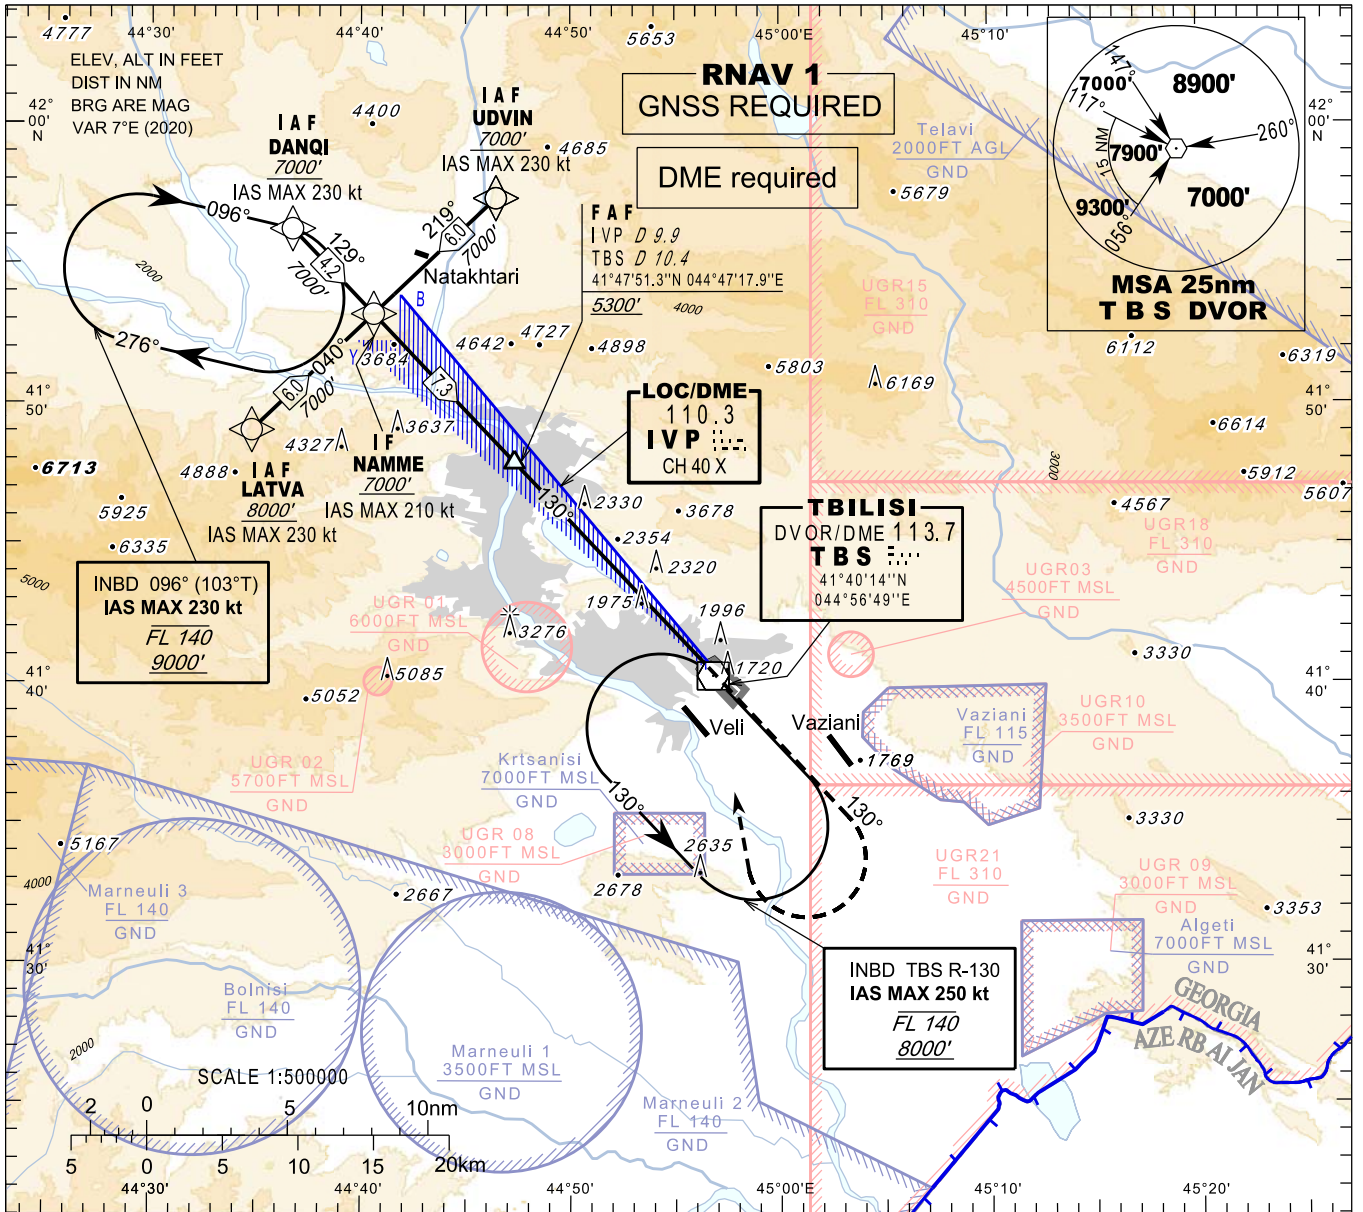 44°30'
44°40'
44°50'
45°00'E
45°10'
4777
ELEV, ALT IN FEET
DIST IN NM
BRG ARE MAG
VAR 7°E (2020)
42°
00'
N
4400
5653
RNAV 1
GNSS REQUIRED
DME required
I A F
UDVIN
7000'
IAS MAX 230 kt
4685
I A F
DANQI
7000'
IAS MAX 230 kt
Telavi
2000FT AGL
GND
5679
147°
7000'
117°
8900'
260°
15 NM
7900'
9300'
056°
7000'
MSA 25nm
T B S DVOR
42°
00'
N
096°
129°
4.2
7000'
219°
6.0
7000'
Natakhtari
2000
276°
F A F
IVP D 9.9
TBS D 10.4
41°47'51.3"N 044°47'17.9"E
5300'
4000
UGR15
FL 310
GND
B
Y
3684
4642
4727
4898
5803
6169
6112
6319
040°
6.0
7000'
7.3
41°
50'
41°
50'
LOC/DME
110.3
IVP
CH 40 X
6614
3637
4327
I F
NAMME
7000'
IAS MAX 210 kt
6713
4888
I A F
LATVA
8000'
IAS MAX 230 kt
5925
6335
5000
130°
2330
3678
2354
2320
3000
5912
5607
4567
TBILISI
DVOR/DME 113.7
TBS
41°40'14"N
044°56'49"E
UGR18
FL 310
GND
UGR03
4500FT MSL
GND
INBD 096° (103°T)
IAS MAX 230 kt
FL 140
9000'
UGR 01
6000FT MSL
GND
1975
1996
3276
1720
5085
5052
3330
41°
40'
41°
40'
Veli
Vaziani
1769
Vaziani
FL 115
GND
UGR10
3500FT MSL
GND
UGR 02
5700FT MSL
GND
Krtsanisi
7000FT MSL
GND
130°
130°
UGR 08
3000FT MSL
GND
2635
2678
2667
5167
4000
Marneuli 3
FL 140
GND
3330
UGR21
FL 310
GND
UGR 09
3000FT MSL
GND
3353
Algeti
7000FT MSL
GND
41°
30'
41°
30'
INBD TBS R-130
IAS MAX 250 kt
FL 140
8000'
GEORGIA
AZE RB AI JAN
Bolnisi
FL 140
GND
2000
Marneuli 1
3500FT MSL
GND
Marneuli 2
FL 140
GND
SCALE 1:500000
2
0
5
10nm
5
0
5
10
15
20km
44°30'
44°40'
44°50'
45°00'E
45°10'
45°20'